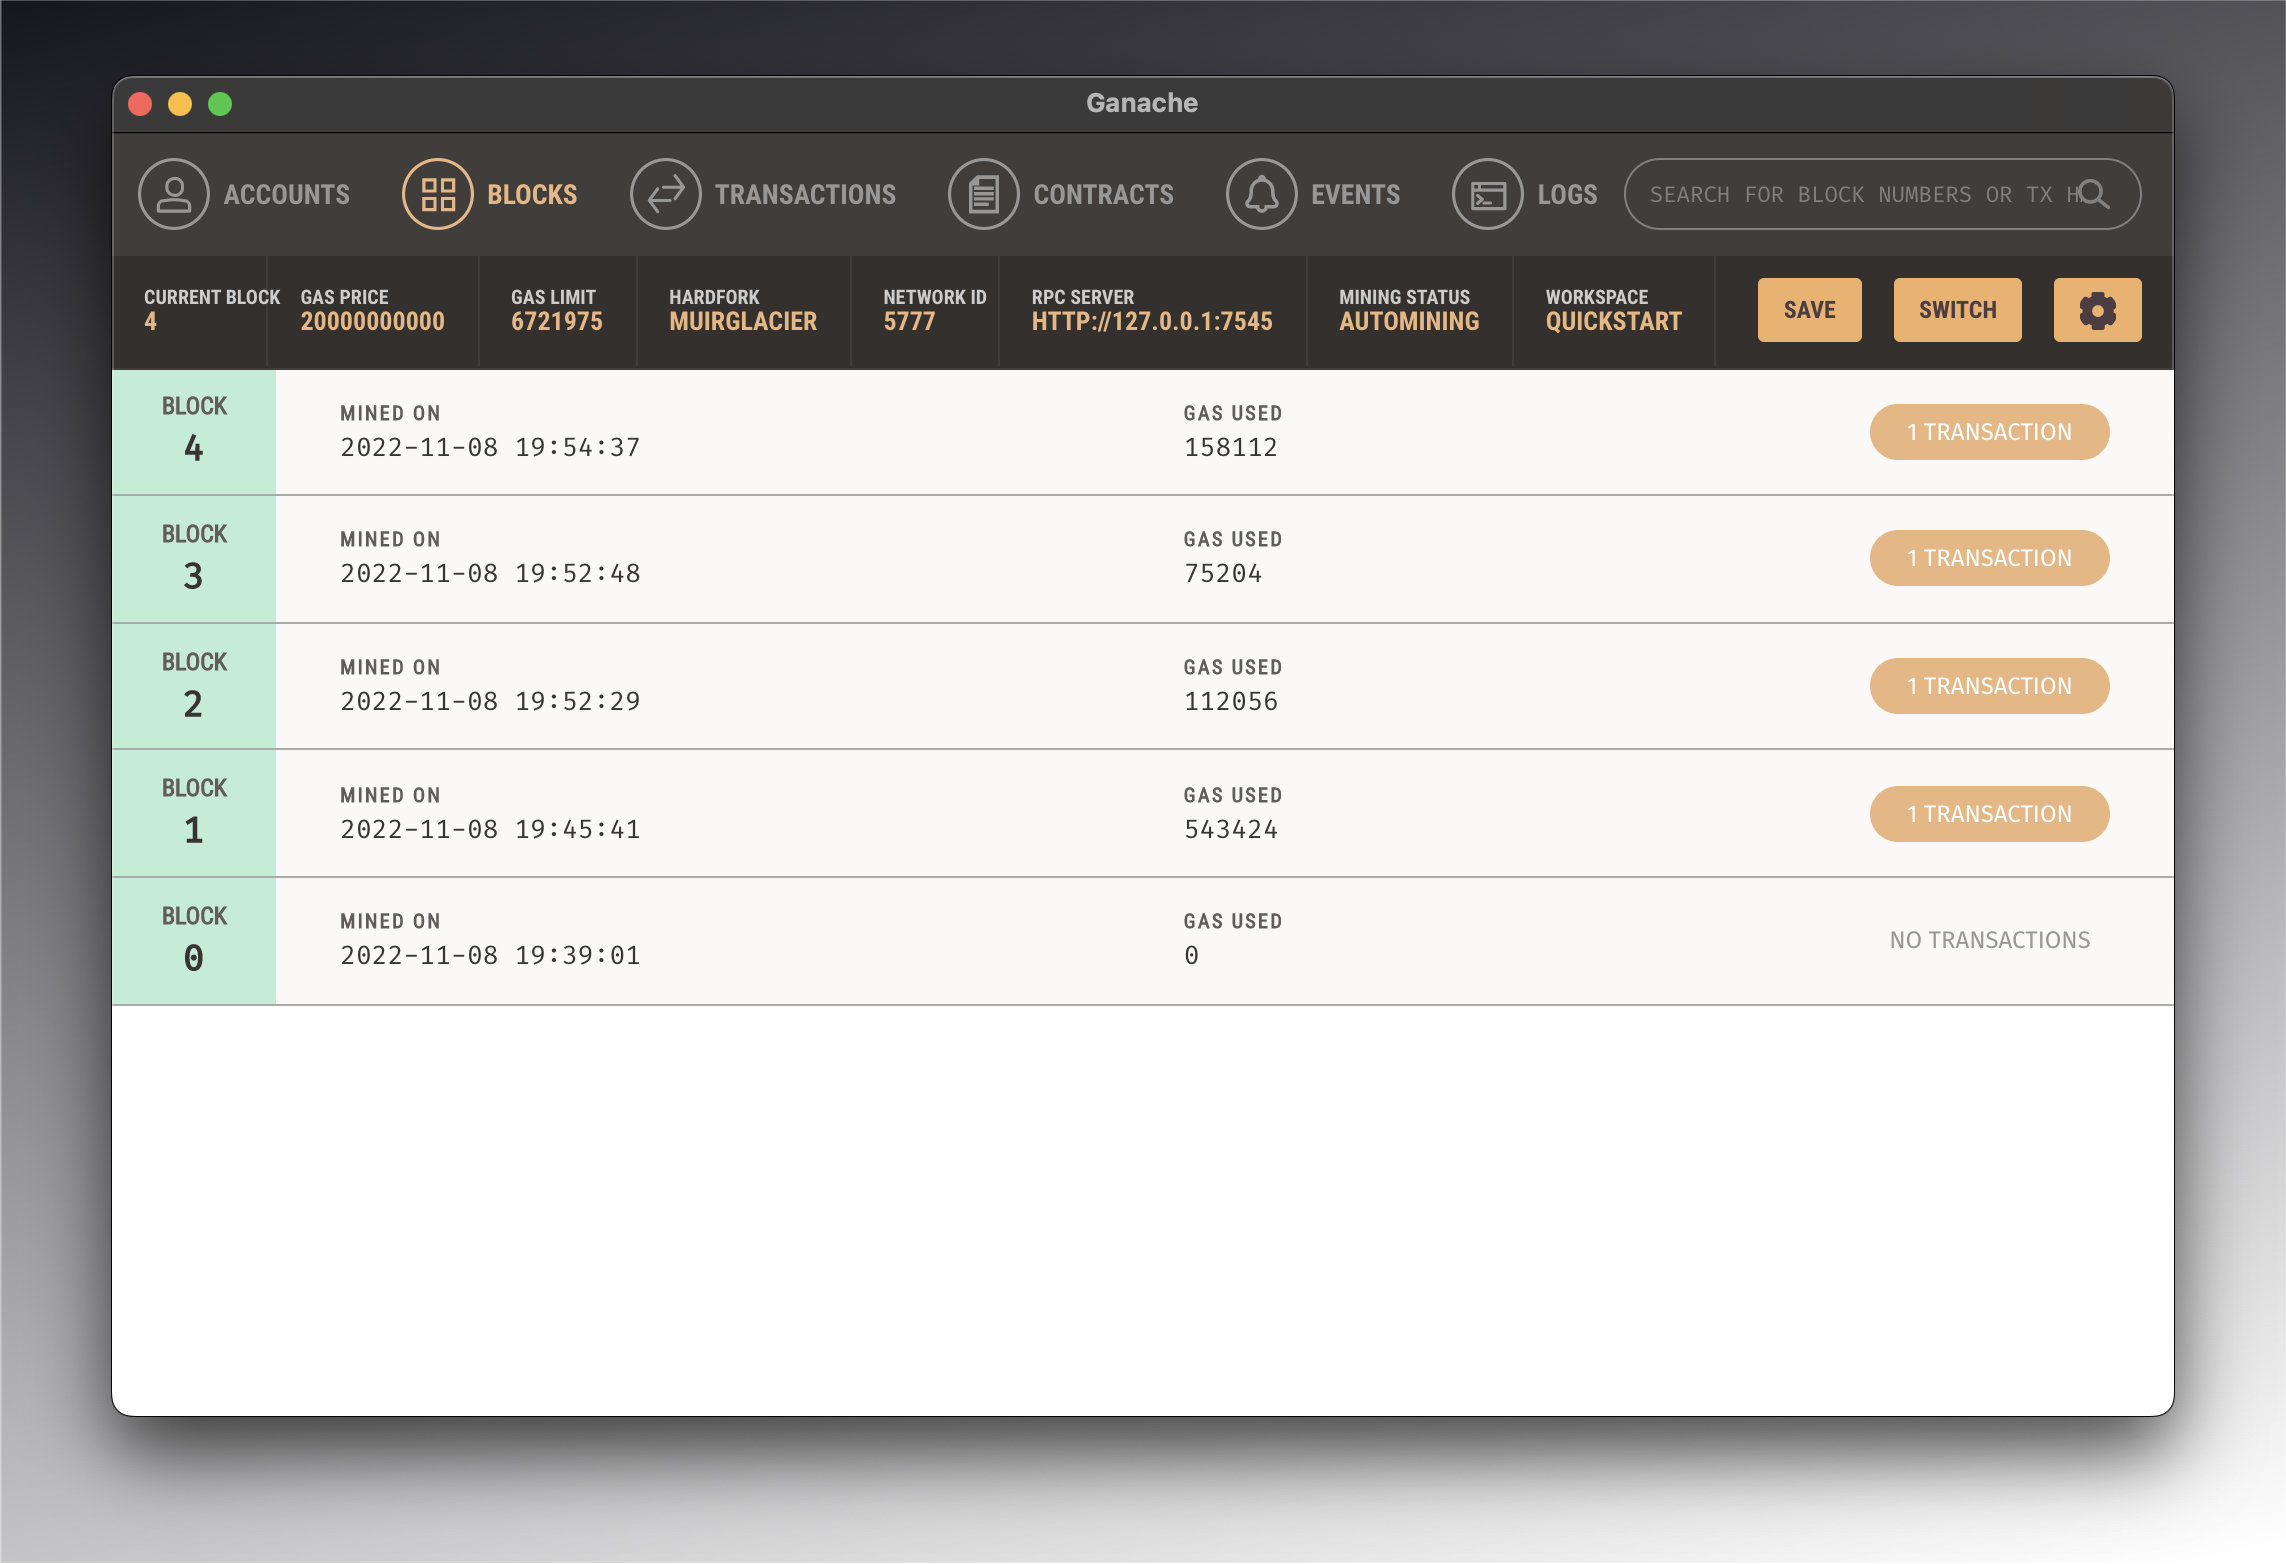 Ganache
ACCOUNTS BLOCKS TRANSACTIONS CONTRACTS EVENTS LOGS SEARCH FOR BLOCK NUMBERS OR TX
CURRENT BLOCK GAS PRICE GAS LIMIT HARDFORK NETWORK ID RPC SERVER MINING STATUS WORKSPACE
4 20000000000 6721975 MUIRGLACIER 5777 HTTP://127.0.0.1:7545 AUTOMINING QUICKSTART
SAVE SWITCH
BLOCK
4
MINED ON
2022-11-08 19:54:37
GAS USED
158112
1 TRANSACTION
BLOCK
3
MINED ON
2022-11-08 19:52:48
GAS USED
75204
1 TRANSACTION
BLOCK
2
MINED ON
2022-11-08 19:52:29
GAS USED
112056
1 TRANSACTION
BLOCK
1
MINED ON
2022-11-08 19:45:41
GAS USED
543424
1 TRANSACTION
BLOCK
0
MINED ON
2022-11-08 19:39:01
GAS USED
0
NO TRANSACTIONS